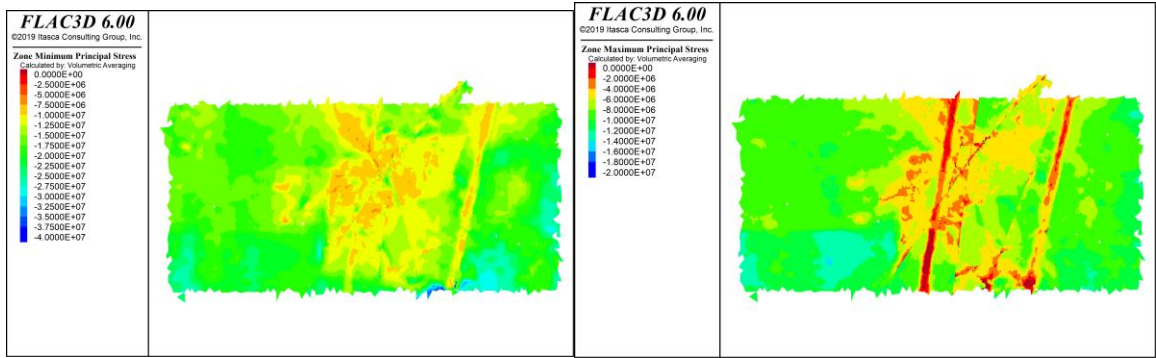 FLAC3D 6.00
©2019 Itasca Consulting Group, Inc.
Zone Minimum Principal Stress
Calculated by: Volumetric Averaging
0.0000E+00
-2.5000E+06
-5.0000E+06
-7.5000E+06
-1.0000E+07
-1.2500E+07
-1.5000E+07
-1.7500E+07
-2.0000E+07
-2.2500E+07
-2.5000E+07
-2.7500E+07
-3.0000E+07
-3.2500E+07
-3.5000E+07
-3.7500E+07
-4.0000E+07
FLAC3D 6.00
©2019 Itasca Consulting Group, Inc.
Zone Maximum Principal Stress
Calculated by: Volumetric Averaging
0.0000E+00
-2.0000E+06
-4.0000E+06
-6.0000E+06
-8.0000E+06
-1.0000E+07
-1.2000E+07
-1.4000E+07
-1.6000E+07
-1.8000E+07
-2.0000E+07